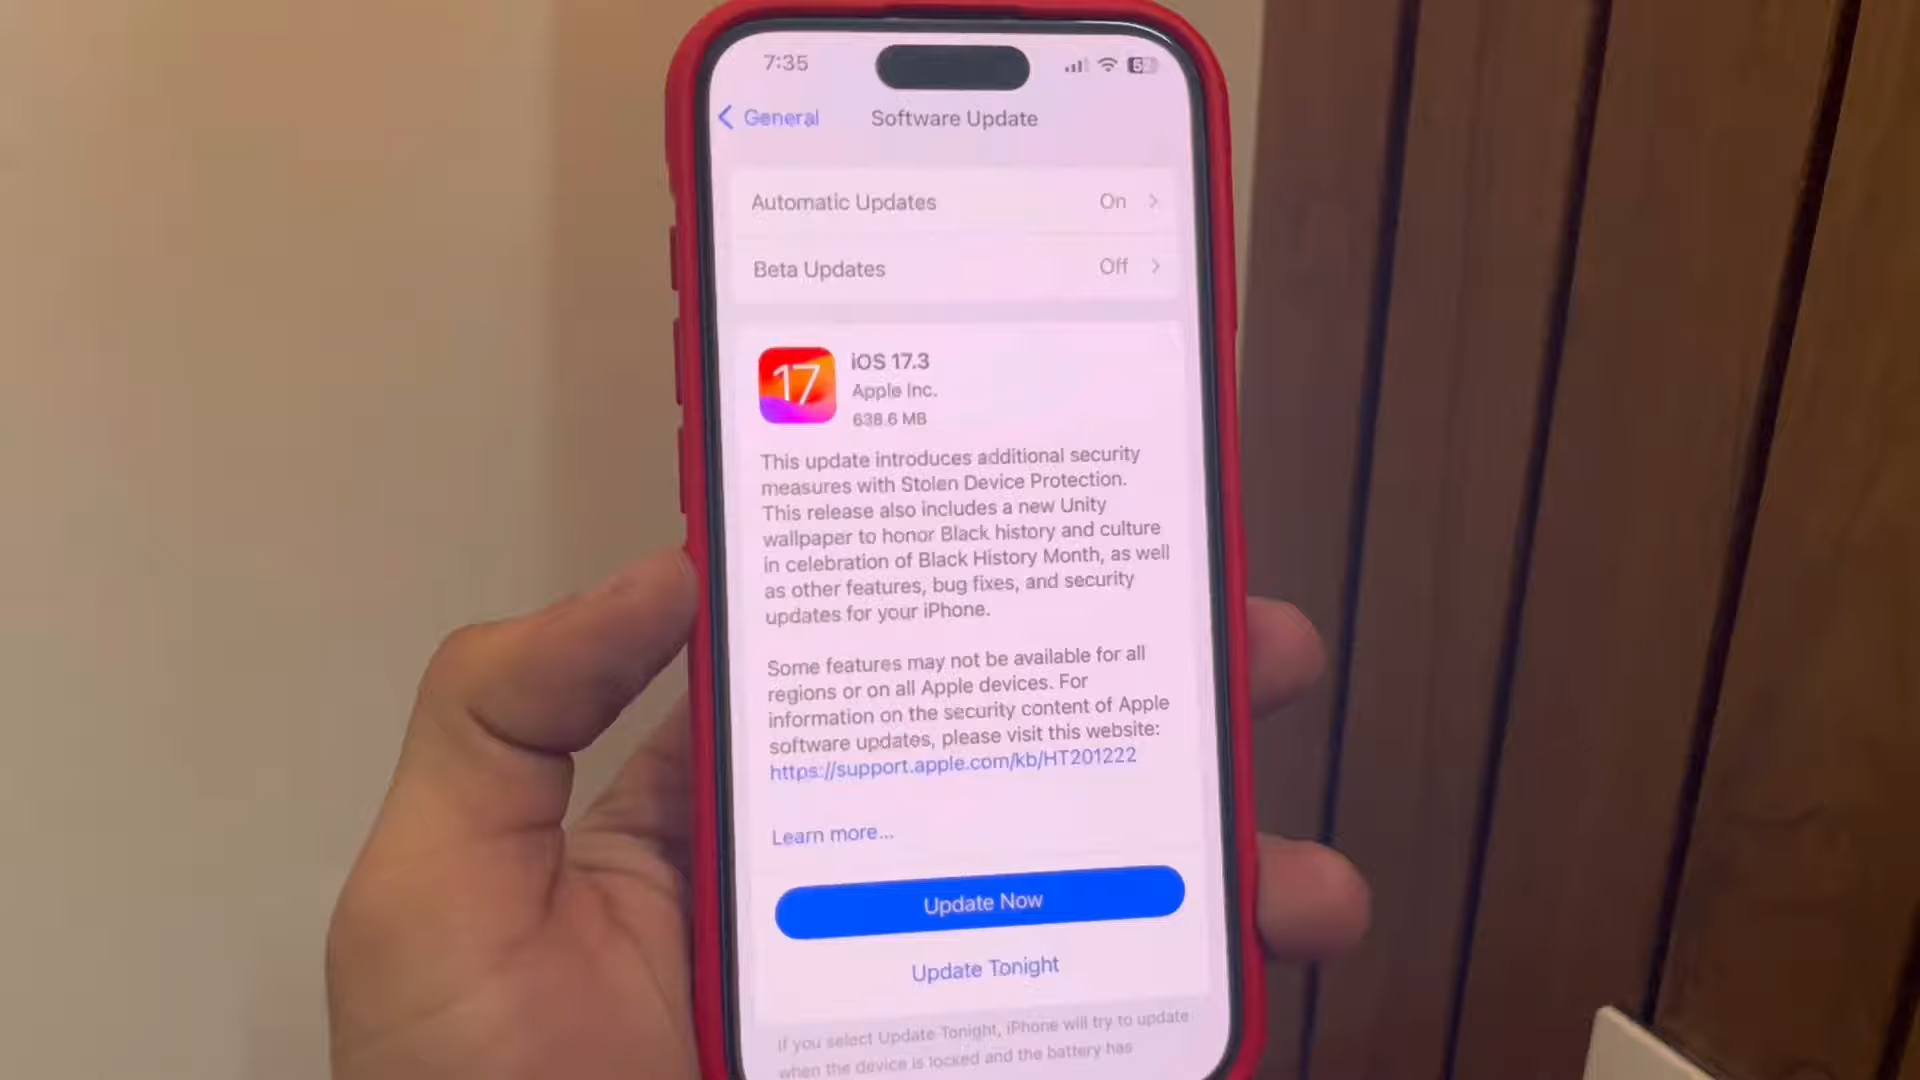 7:35
General
Software Update
Automatic Updates
On
Beta Updates
Off
17
iOS 17.3
Apple Inc.
638.6 MB
This update introduces additional security
measures with Stolen Device Protection.
This release also includes a new Unity
wallpaper to honor Black history and culture
in celebration of Black History Month, as well
as other features, bug fixes, and security
updates for your iPhone.
Some features may not be available for all
regions or on all Apple devices. For
information on the security content of Apple
software updates, please visit this website:
https://support.apple.com/kb/HT201222
Learn more...
Update Now
Update Tonight
If you select Update Tonight, iPhone will try to update
when the device is locked and the battery has